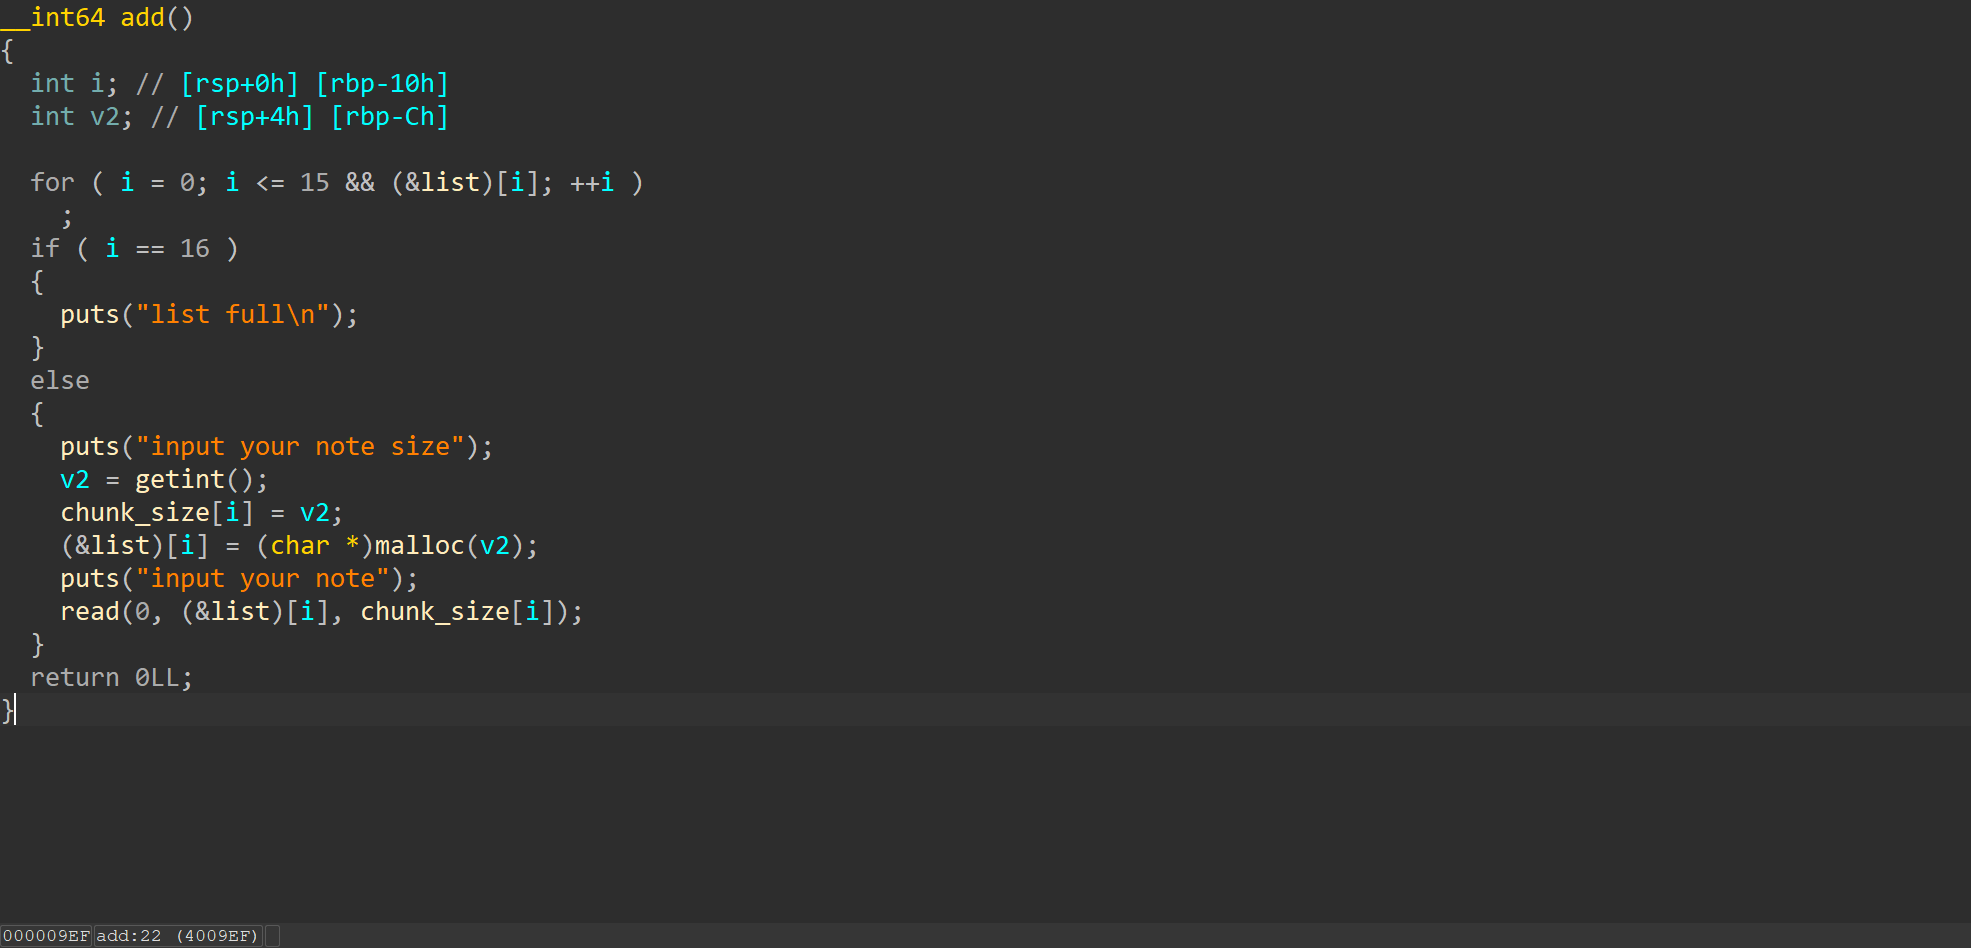 __int64 add()
{
  int i; // [rsp+0h] [rbp-10h]
  int v2; // [rsp+4h] [rbp-Ch]

  for ( i = 0; i <= 15 && (&list)[i]; ++i )
    ;
  if ( i == 16 )
  {
    puts("list full\n");
  }
  else
  {
    puts("input your note size");
    v2 = getint();
    chunk_size[i] = v2;
    (&list)[i] = (char *)malloc(v2);
    puts("input your note");
    read(0, (&list)[i], chunk_size[i]);
  }
  return 0LL;
}
000009EF add:22 (4009EF)